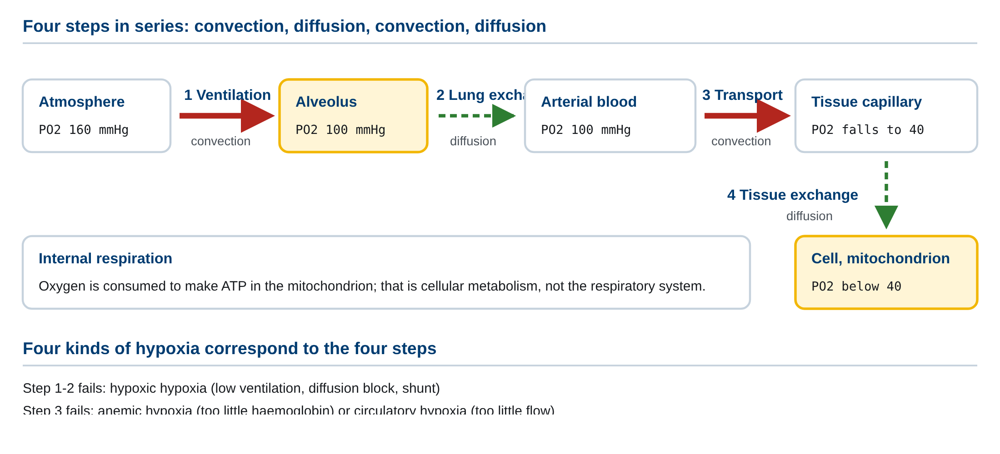 Four steps in series: convection, diffusion, convection, diffusion
1 Ventilation
2 Lung
3 Transport
Atmosphere
Alveolus
Arterial blood
Tissue capillary
PO2 160 mmHg
PO2 100 mmHg
PO2 100 mmHg
PO2 falls to 40
convection
diffusion
convection
4 Tissue exchange
diffusion
Internal respiration
Cell, mitochondrion
Oxygen is consumed to make ATP in the mitochondrion; that is cellular metabolism, not the respiratory system.
PO2 below 40
Four kinds of hypoxia correspond to the four steps
Step 1-2 fails: hypoxic hypoxia (low ventilation, diffusion block, shunt)
Step 3 fails: anemic hypoxia (too little haemoglobin) or circulatory hypoxia (too little flow)